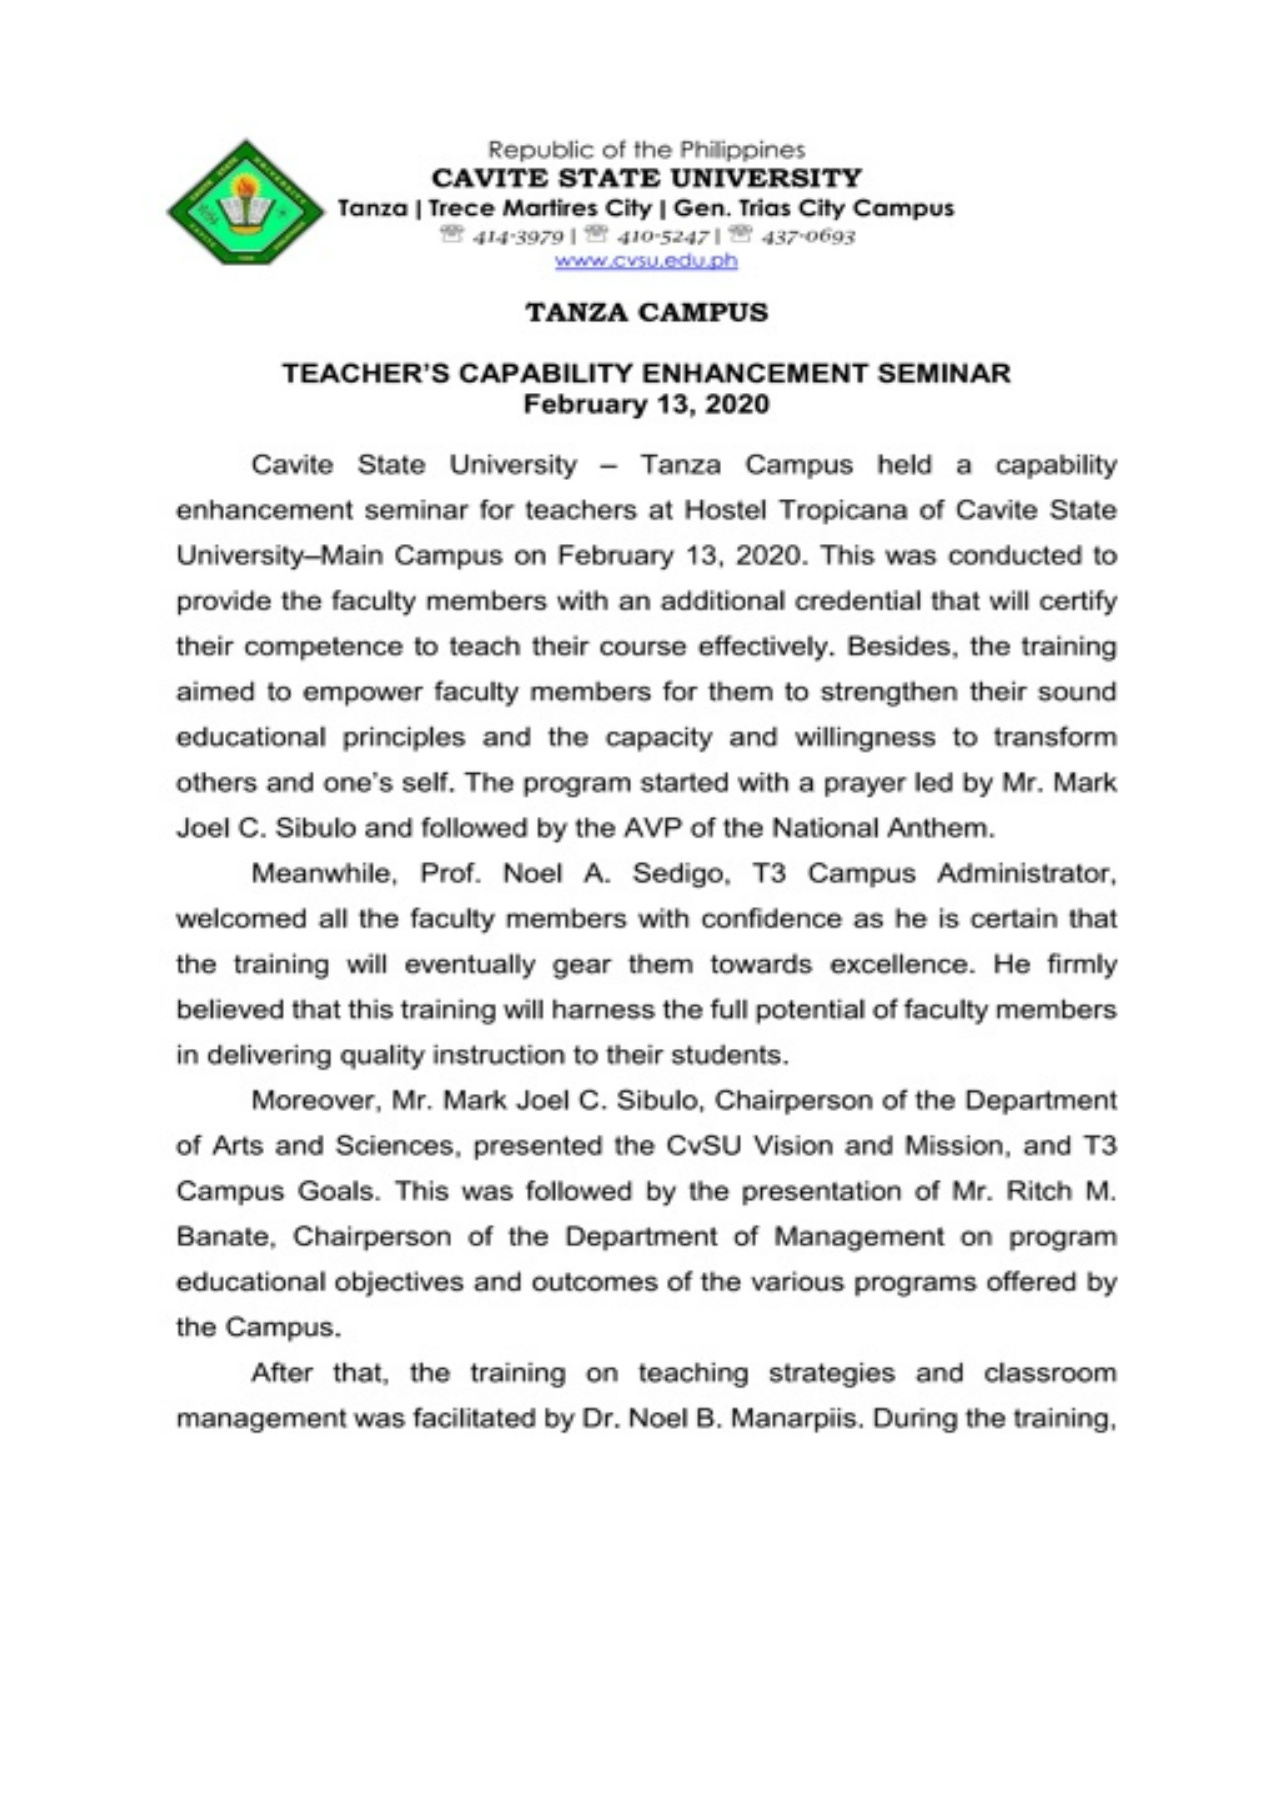 Republic of the Philippines
CAVITE STATE UNIVERSITY
Tanza | Trece Martires City | Gen. Trias City Campus
☏ 414-3979 | ☏ 410-5247 | ☏ 437-0693
www.cvsu.edu.ph
TANZA CAMPUS
TEACHER'S CAPABILITY ENHANCEMENT SEMINAR
February 13, 2020
Cavite State University – Tanza Campus held a capability
enhancement seminar for teachers at Hostel Tropicana of Cavite State
University–Main Campus on February 13, 2020. This was conducted to
provide the faculty members with an additional credential that will certify
their competence to teach their course effectively. Besides, the training
aimed to empower faculty members for them to strengthen their sound
educational principles and the capacity and willingness to transform
others and one's self. The program started with a prayer led by Mr. Mark
Joel C. Sibulo and followed by the AVP of the National Anthem.
Meanwhile, Prof. Noel A. Sedigo, T3 Campus Administrator,
welcomed all the faculty members with confidence as he is certain that
the training will eventually gear them towards excellence. He firmly
believed that this training will harness the full potential of faculty members
in delivering quality instruction to their students.
Moreover, Mr. Mark Joel C. Sibulo, Chairperson of the Department
of Arts and Sciences, presented the CvSU Vision and Mission, and T3
Campus Goals. This was followed by the presentation of Mr. Ritch M.
Banate, Chairperson of the Department of Management on program
educational objectives and outcomes of the various programs offered by
the Campus.
After that, the training on teaching strategies and classroom
management was facilitated by Dr. Noel B. Manarpiis. During the training,